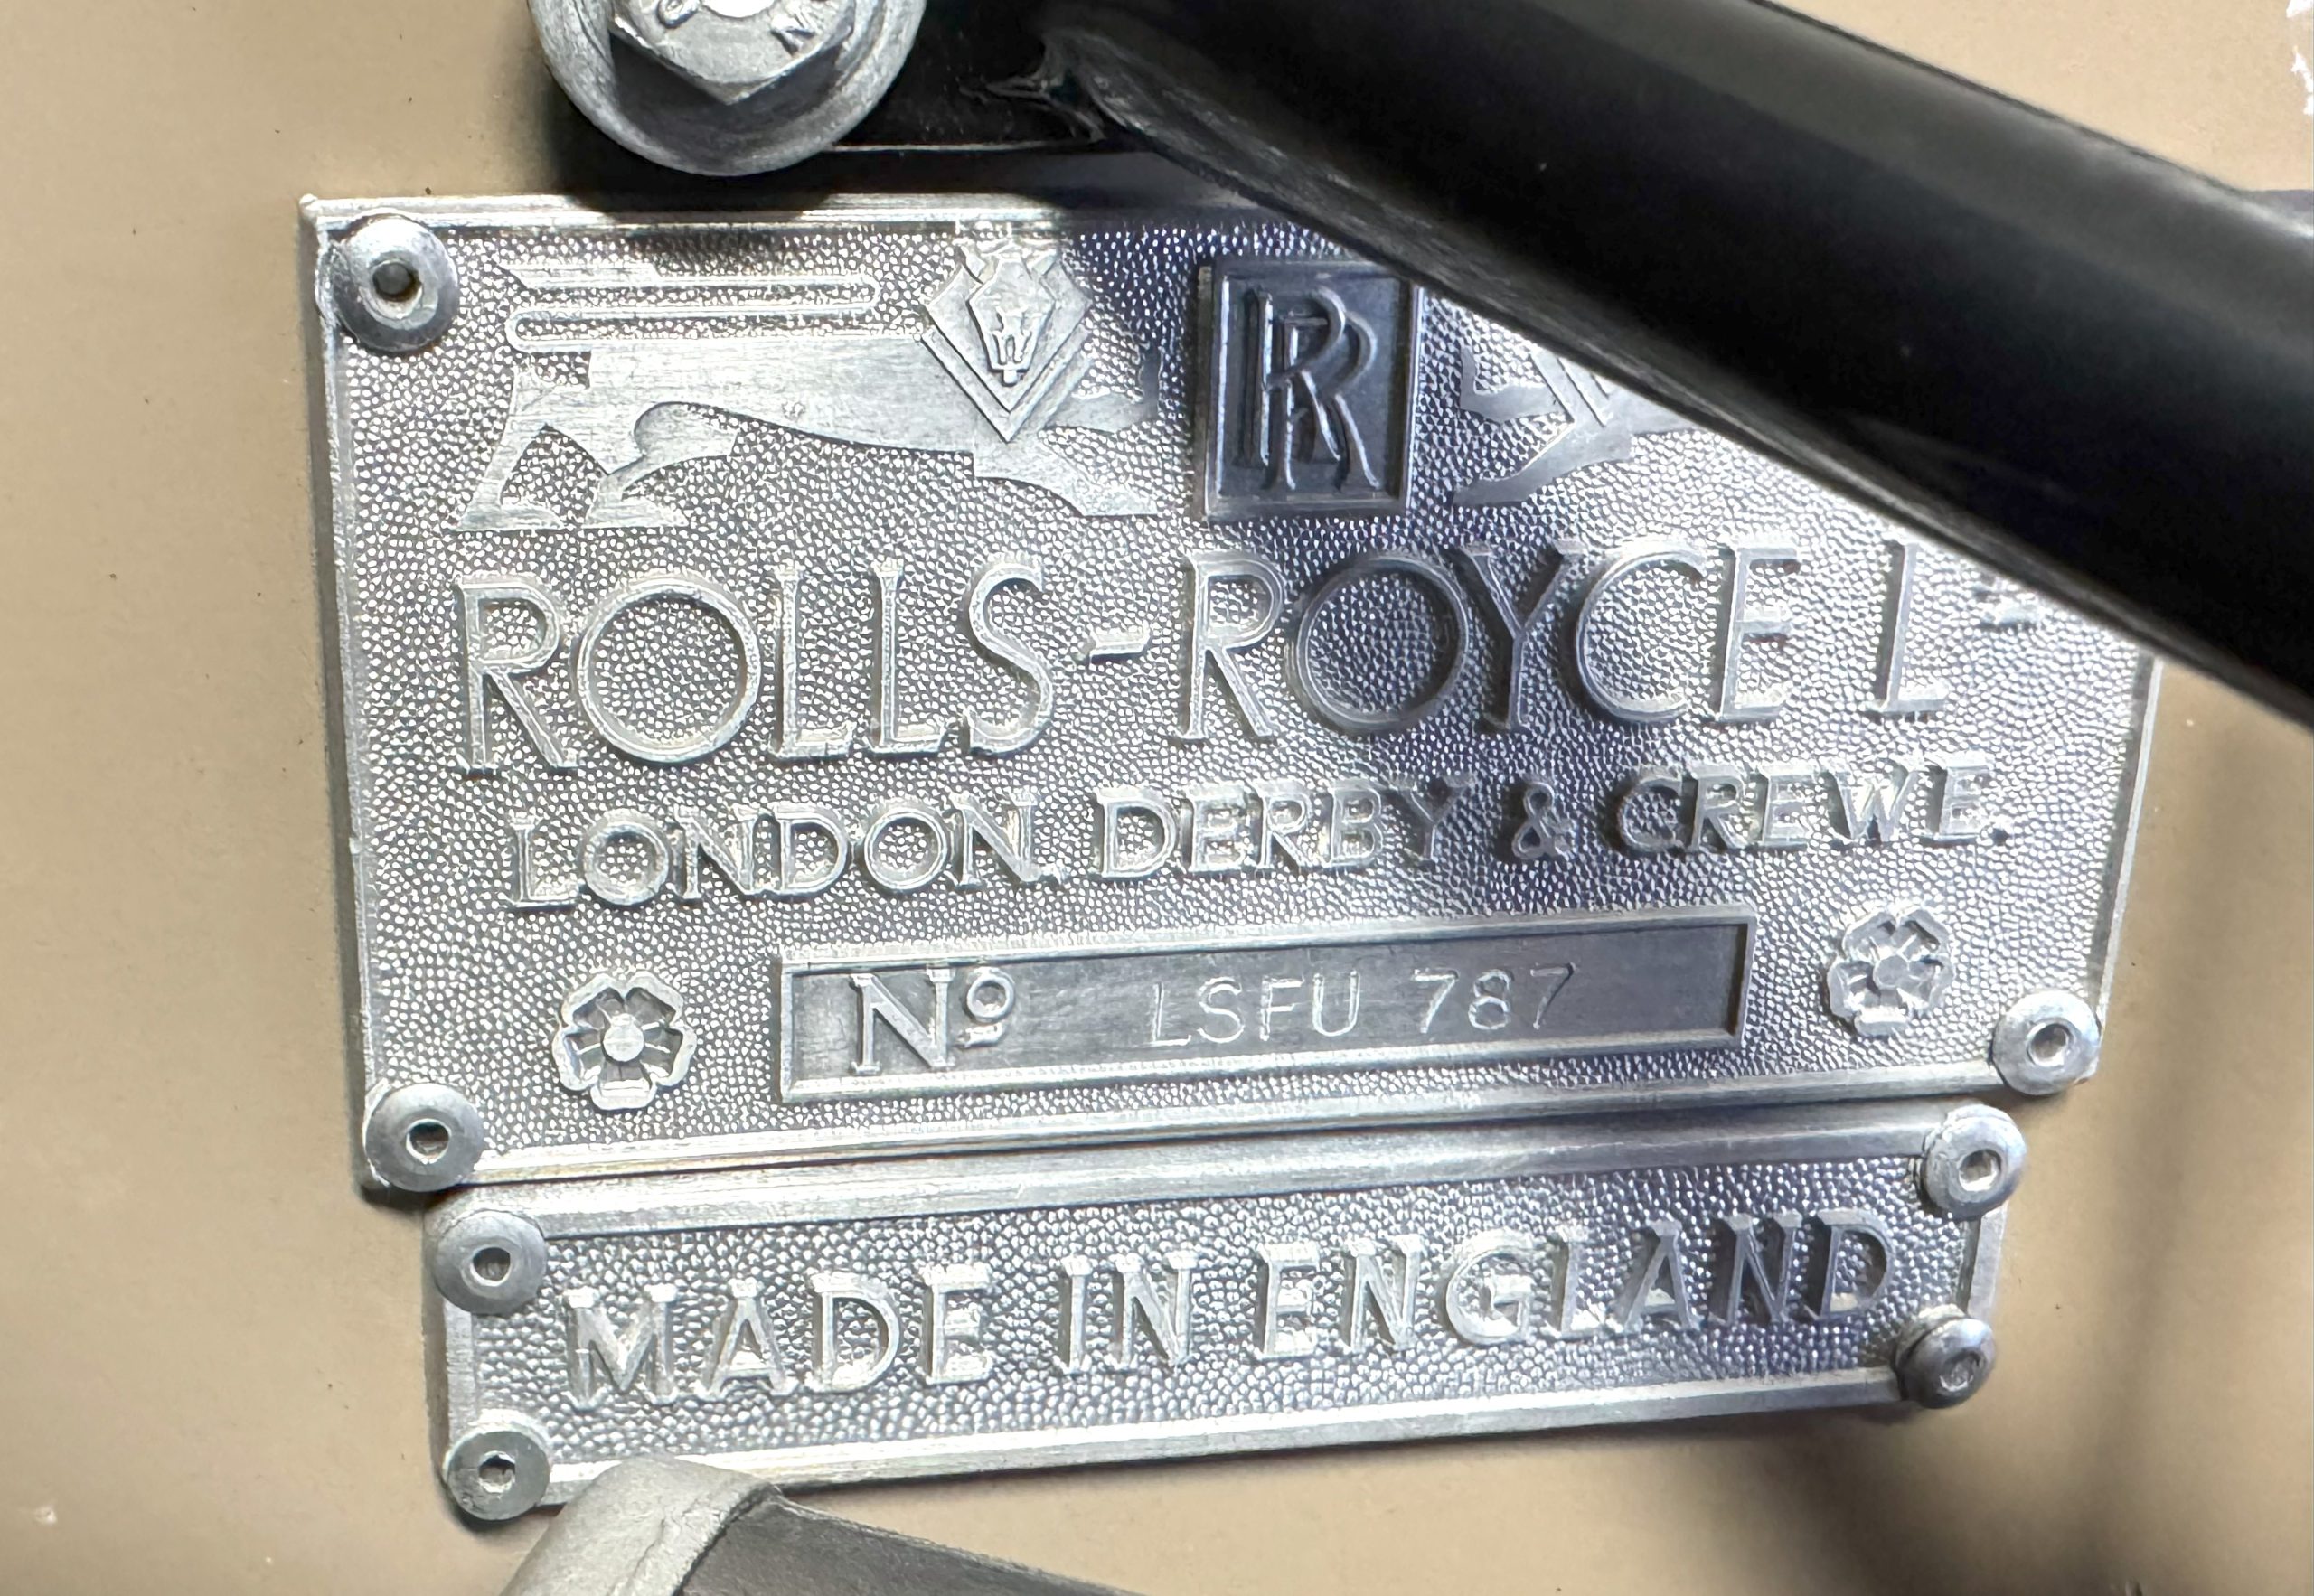 RR
ROLLS-ROYCE L
LONDON, DERBY & CREWE.
Nº LSFU 787
MADE IN ENGLAND